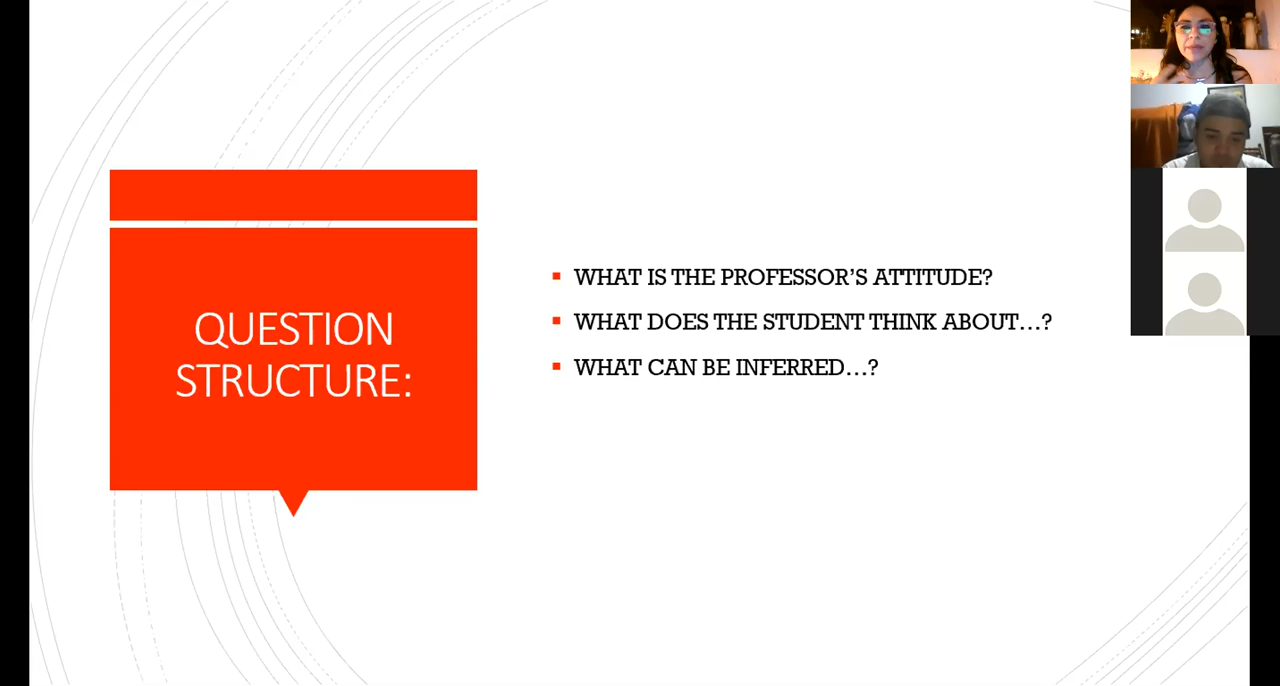 QUESTION
STRUCTURE:
WHAT IS THE PROFESSOR’S ATTITUDE?
WHAT DOES THE STUDENT THINK ABOUT…?
WHAT CAN BE INFERRED…?